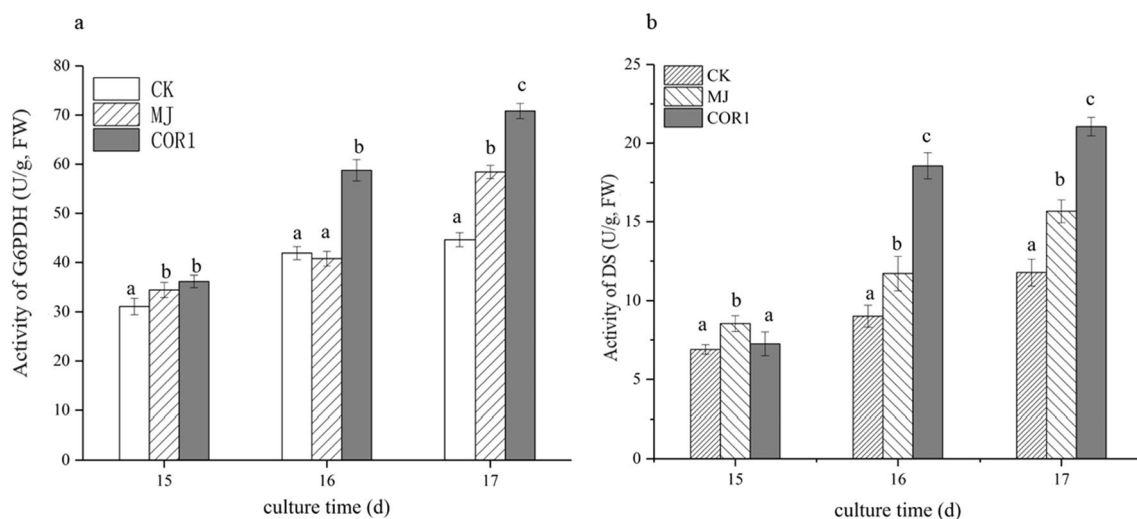 a
80
70
60
50
40
30
20
10
0
Activity of G6PDH (U/g, FW)
CK
MJ
COR1
a
b
b
a
a
b
a
b
c
15
16
17
culture time (d)
b
25
20
15
10
5
0
Activity of DS (U/g, FW)
CK
MJ
COR1
a
b
a
a
b
c
a
b
c
15
16
17
culture time (d)